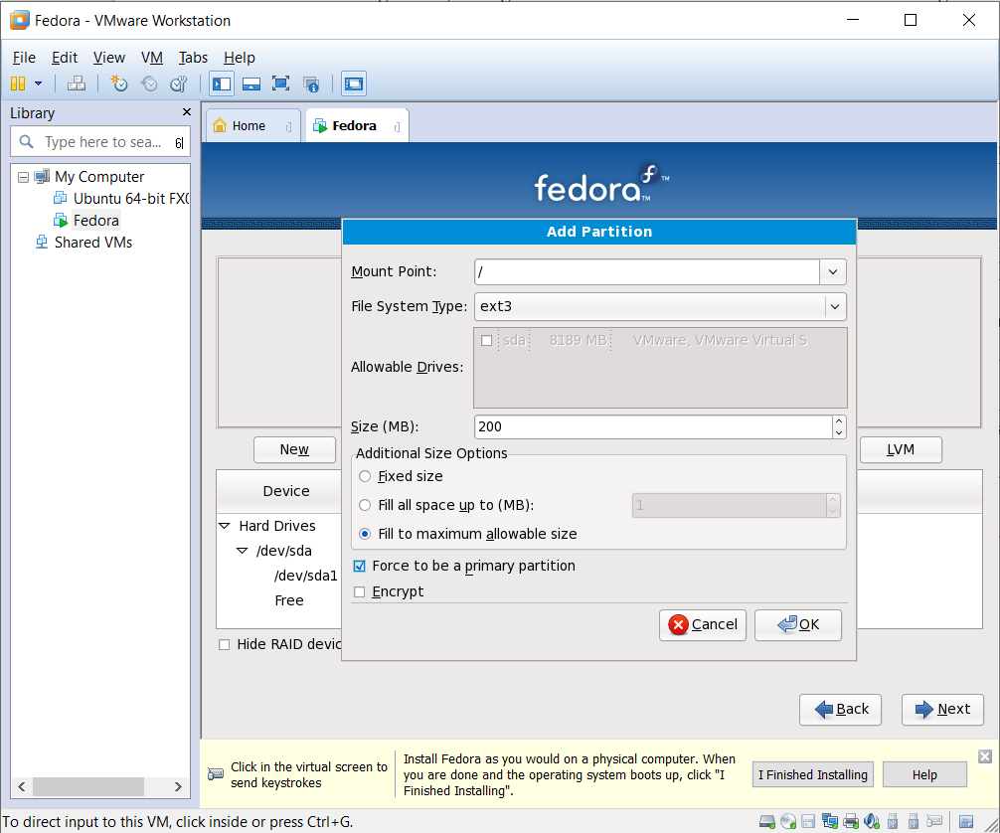 Fedora - VMware Workstation
File Edit View VM Tabs Help
Library
Home
Fedora
Type here to sea...
My Computer
Ubuntu 64-bit FX
Fedora
Shared VMs
fedora™
Add Partition
Mount Point: /
File System Type: ext3
Allowable Drives:
sda 8189 MB VMware, VMware Virtual S
Size (MB): 200
Additional Size Options
Fixed size
Fill all space up to (MB): 1
Fill to maximum allowable size
Force to be a primary partition
Encrypt
Cancel OK
New
LVM
Device
Hard Drives
/dev/sda
/dev/sda1
Free
Hide RAID devic
Back Next
Click in the virtual screen to
send keystrokes
Install Fedora as you would on a physical computer. When
you are done and the operating system boots up, click "I
Finished Installing".
I Finished Installing
Help
To direct input to this VM, click inside or press Ctrl+G.